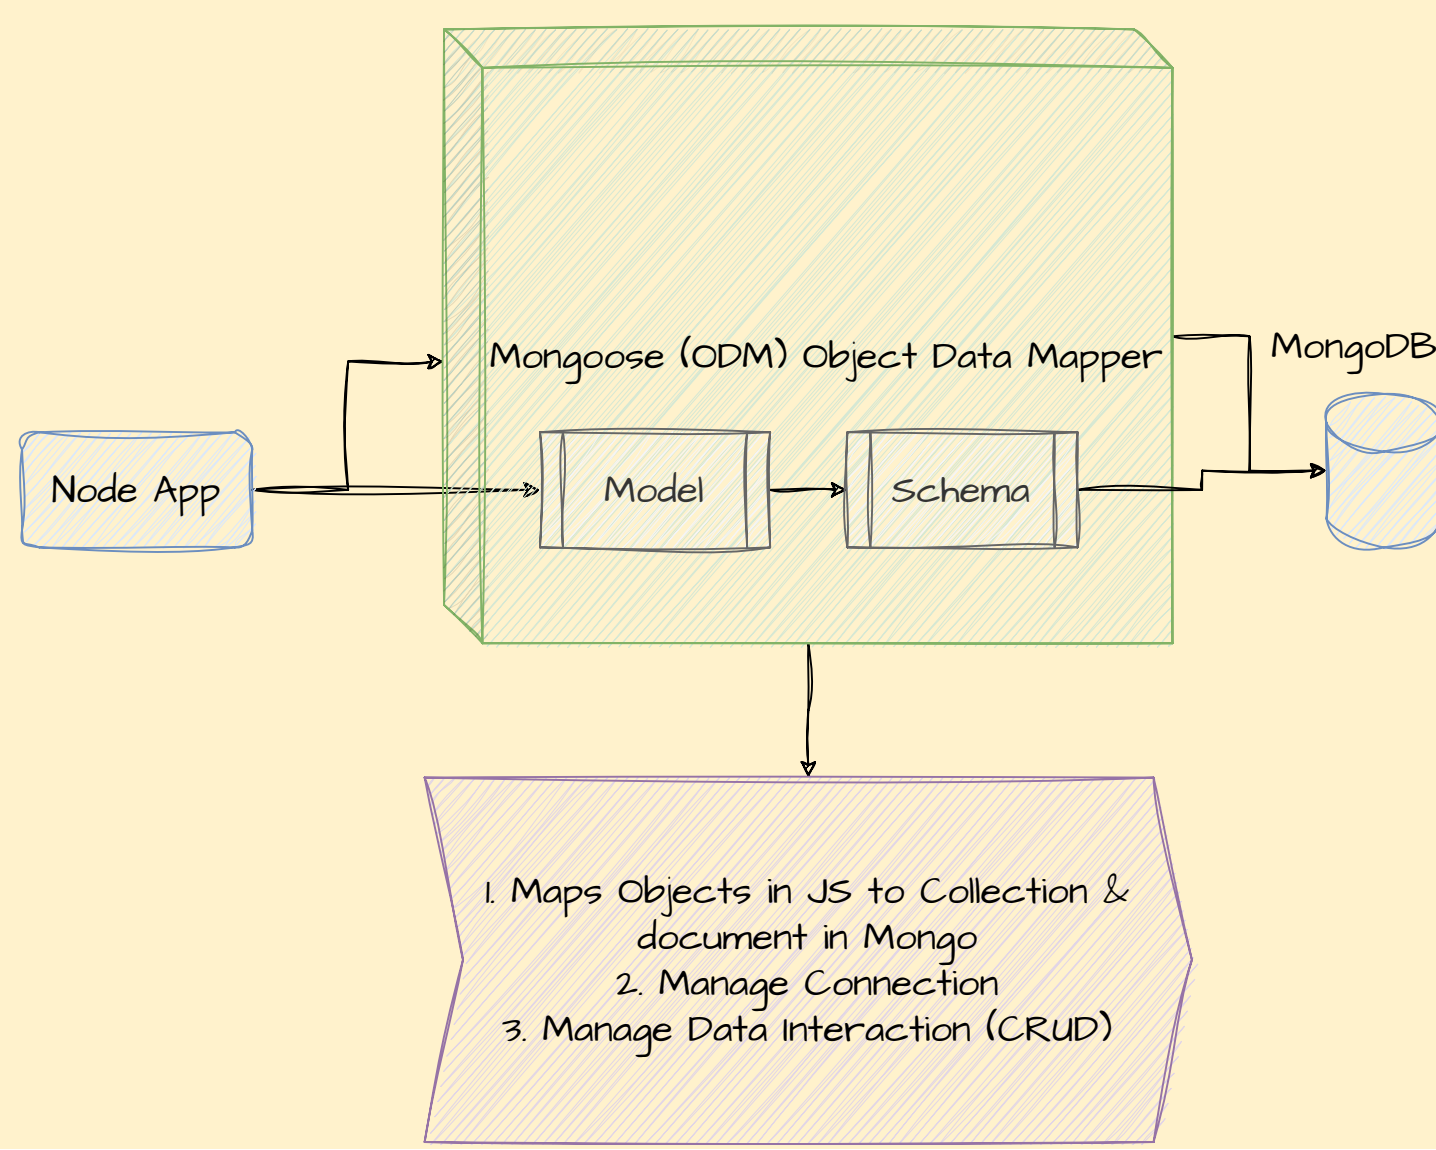 MongoDB
Mongoose (ODM) Object Data Mapper
Node App
Model
Schema
1. Maps Objects in JS to Collection &
document in Mongo
2. Manage Connection
3. Manage Data Interaction (CRUD)